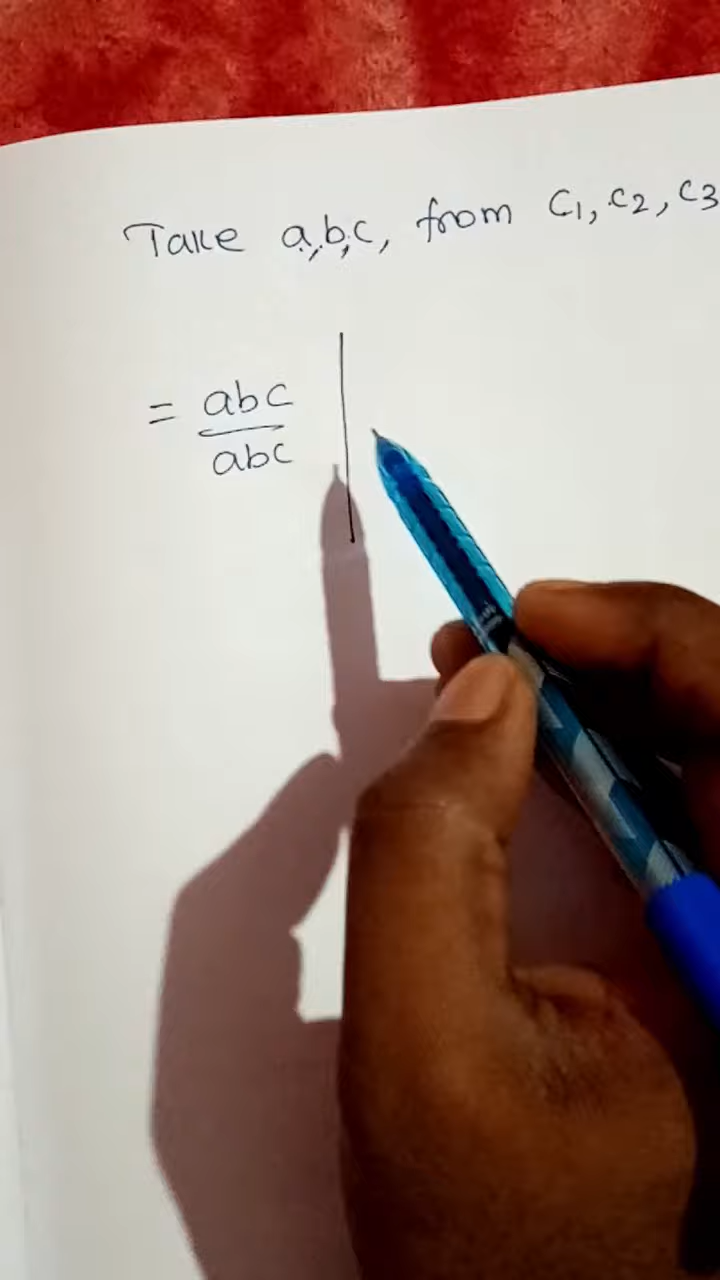 Take a,b,c, from C1, C2, C3
= abc
abc